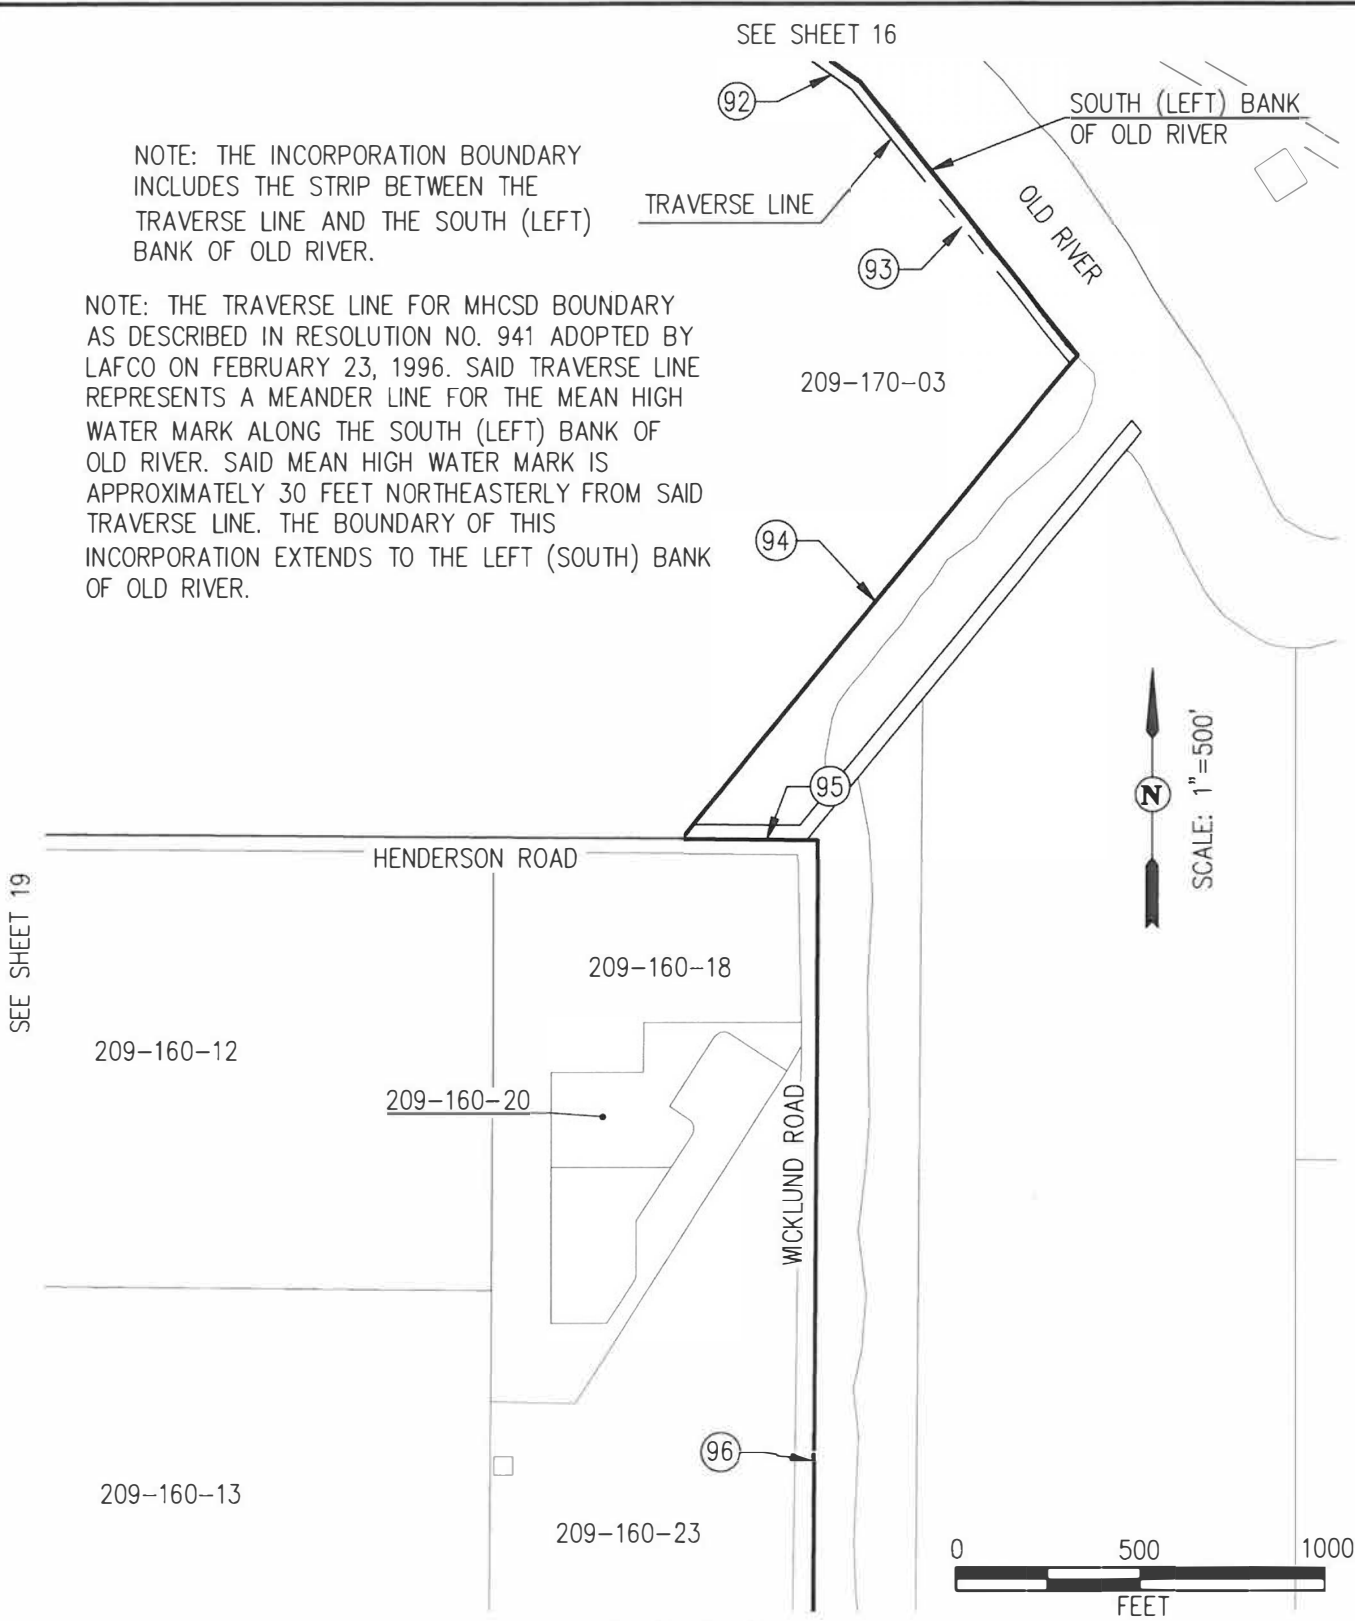 SEE SHEET 16
92
SOUTH (LEFT) BANK
OF OLD RIVER
NOTE: THE INCORPORATION BOUNDARY
INCLUDES THE STRIP BETWEEN THE
TRAVERSE LINE AND THE SOUTH (LEFT)
BANK OF OLD RIVER.
TRAVERSE LINE
OLD RIVER
93
NOTE: THE TRAVERSE LINE FOR MHCSD BOUNDARY
AS DESCRIBED IN RESOLUTION NO. 941 ADOPTED BY
LAFCO ON FEBRUARY 23, 1996. SAID TRAVERSE LINE
REPRESENTS A MEANDER LINE FOR THE MEAN HIGH
WATER MARK ALONG THE SOUTH (LEFT) BANK OF
OLD RIVER. SAID MEAN HIGH WATER MARK IS
APPROXIMATELY 30 FEET NORTHEASTERLY FROM SAID
TRAVERSE LINE. THE BOUNDARY OF THIS
INCORPORATION EXTENDS TO THE LEFT (SOUTH) BANK
OF OLD RIVER.
209-170-03
94
95
N
SCALE: 1"=500'
HENDERSON ROAD
SEE SHEET 19
209-160-18
209-160-12
209-160-20
WICKLUND ROAD
96
209-160-13
209-160-23
0 500 1000
FEET